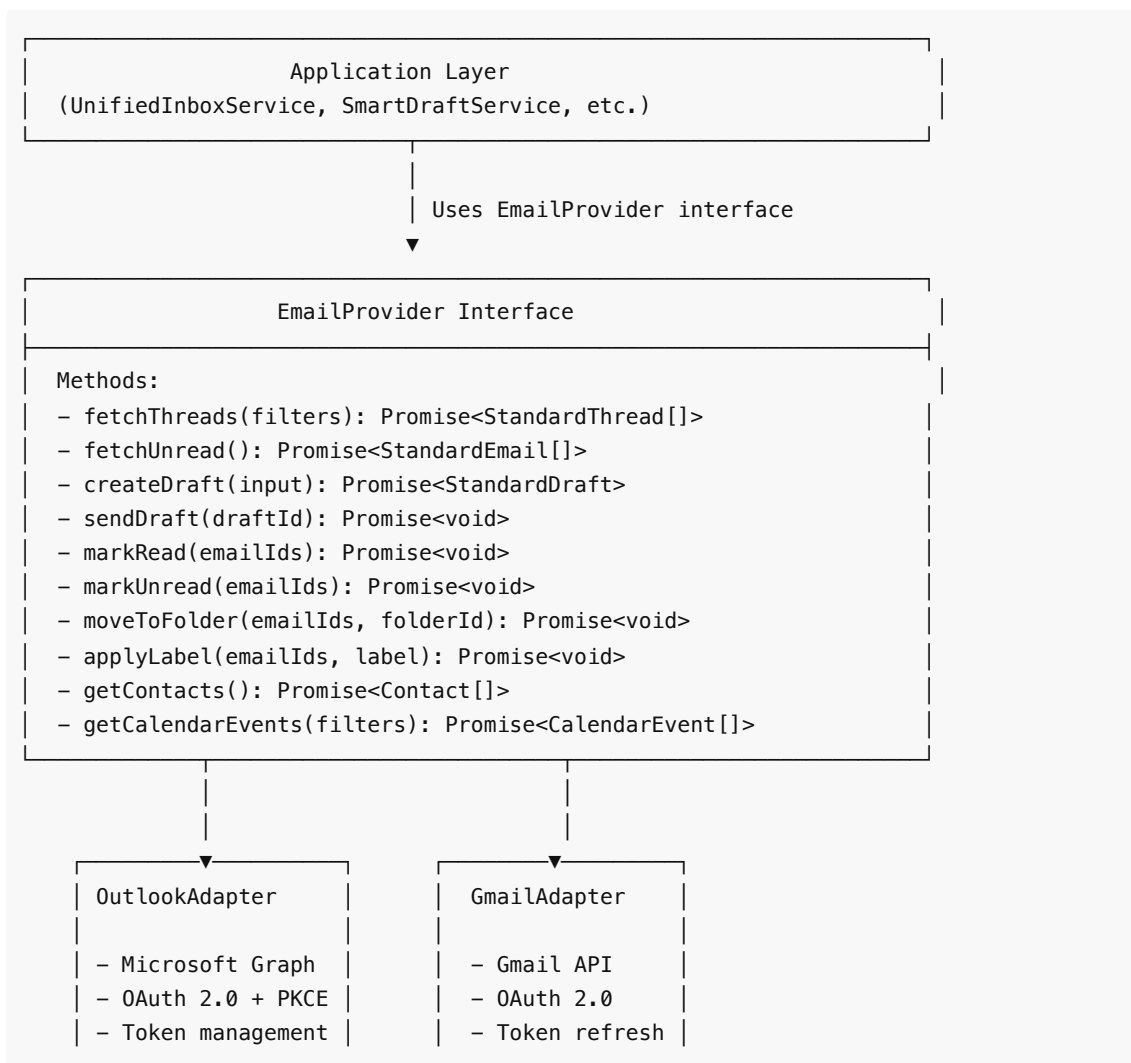 Application Layer
(UnifiedInboxService, SmartDraftService, etc.)
Uses EmailProvider interface
EmailProvider Interface
Methods:
– fetchThreads(filters): Promise<StandardThread[]>
– fetchUnread(): Promise<StandardEmail[]>
– createDraft(input): Promise<StandardDraft>
– sendDraft(draftId): Promise<void>
– markRead(emailIds): Promise<void>
– markUnread(emailIds): Promise<void>
– moveToFolder(emailIds, folderId): Promise<void>
– applyLabel(emailIds, label): Promise<void>
– getContacts(): Promise<Contact[]>
– getCalendarEvents(filters): Promise<CalendarEvent[]>
OutlookAdapter
– Microsoft Graph
– OAuth 2.0 + PKCE
– Token management
GmailAdapter
– Gmail API
– OAuth 2.0
– Token refresh